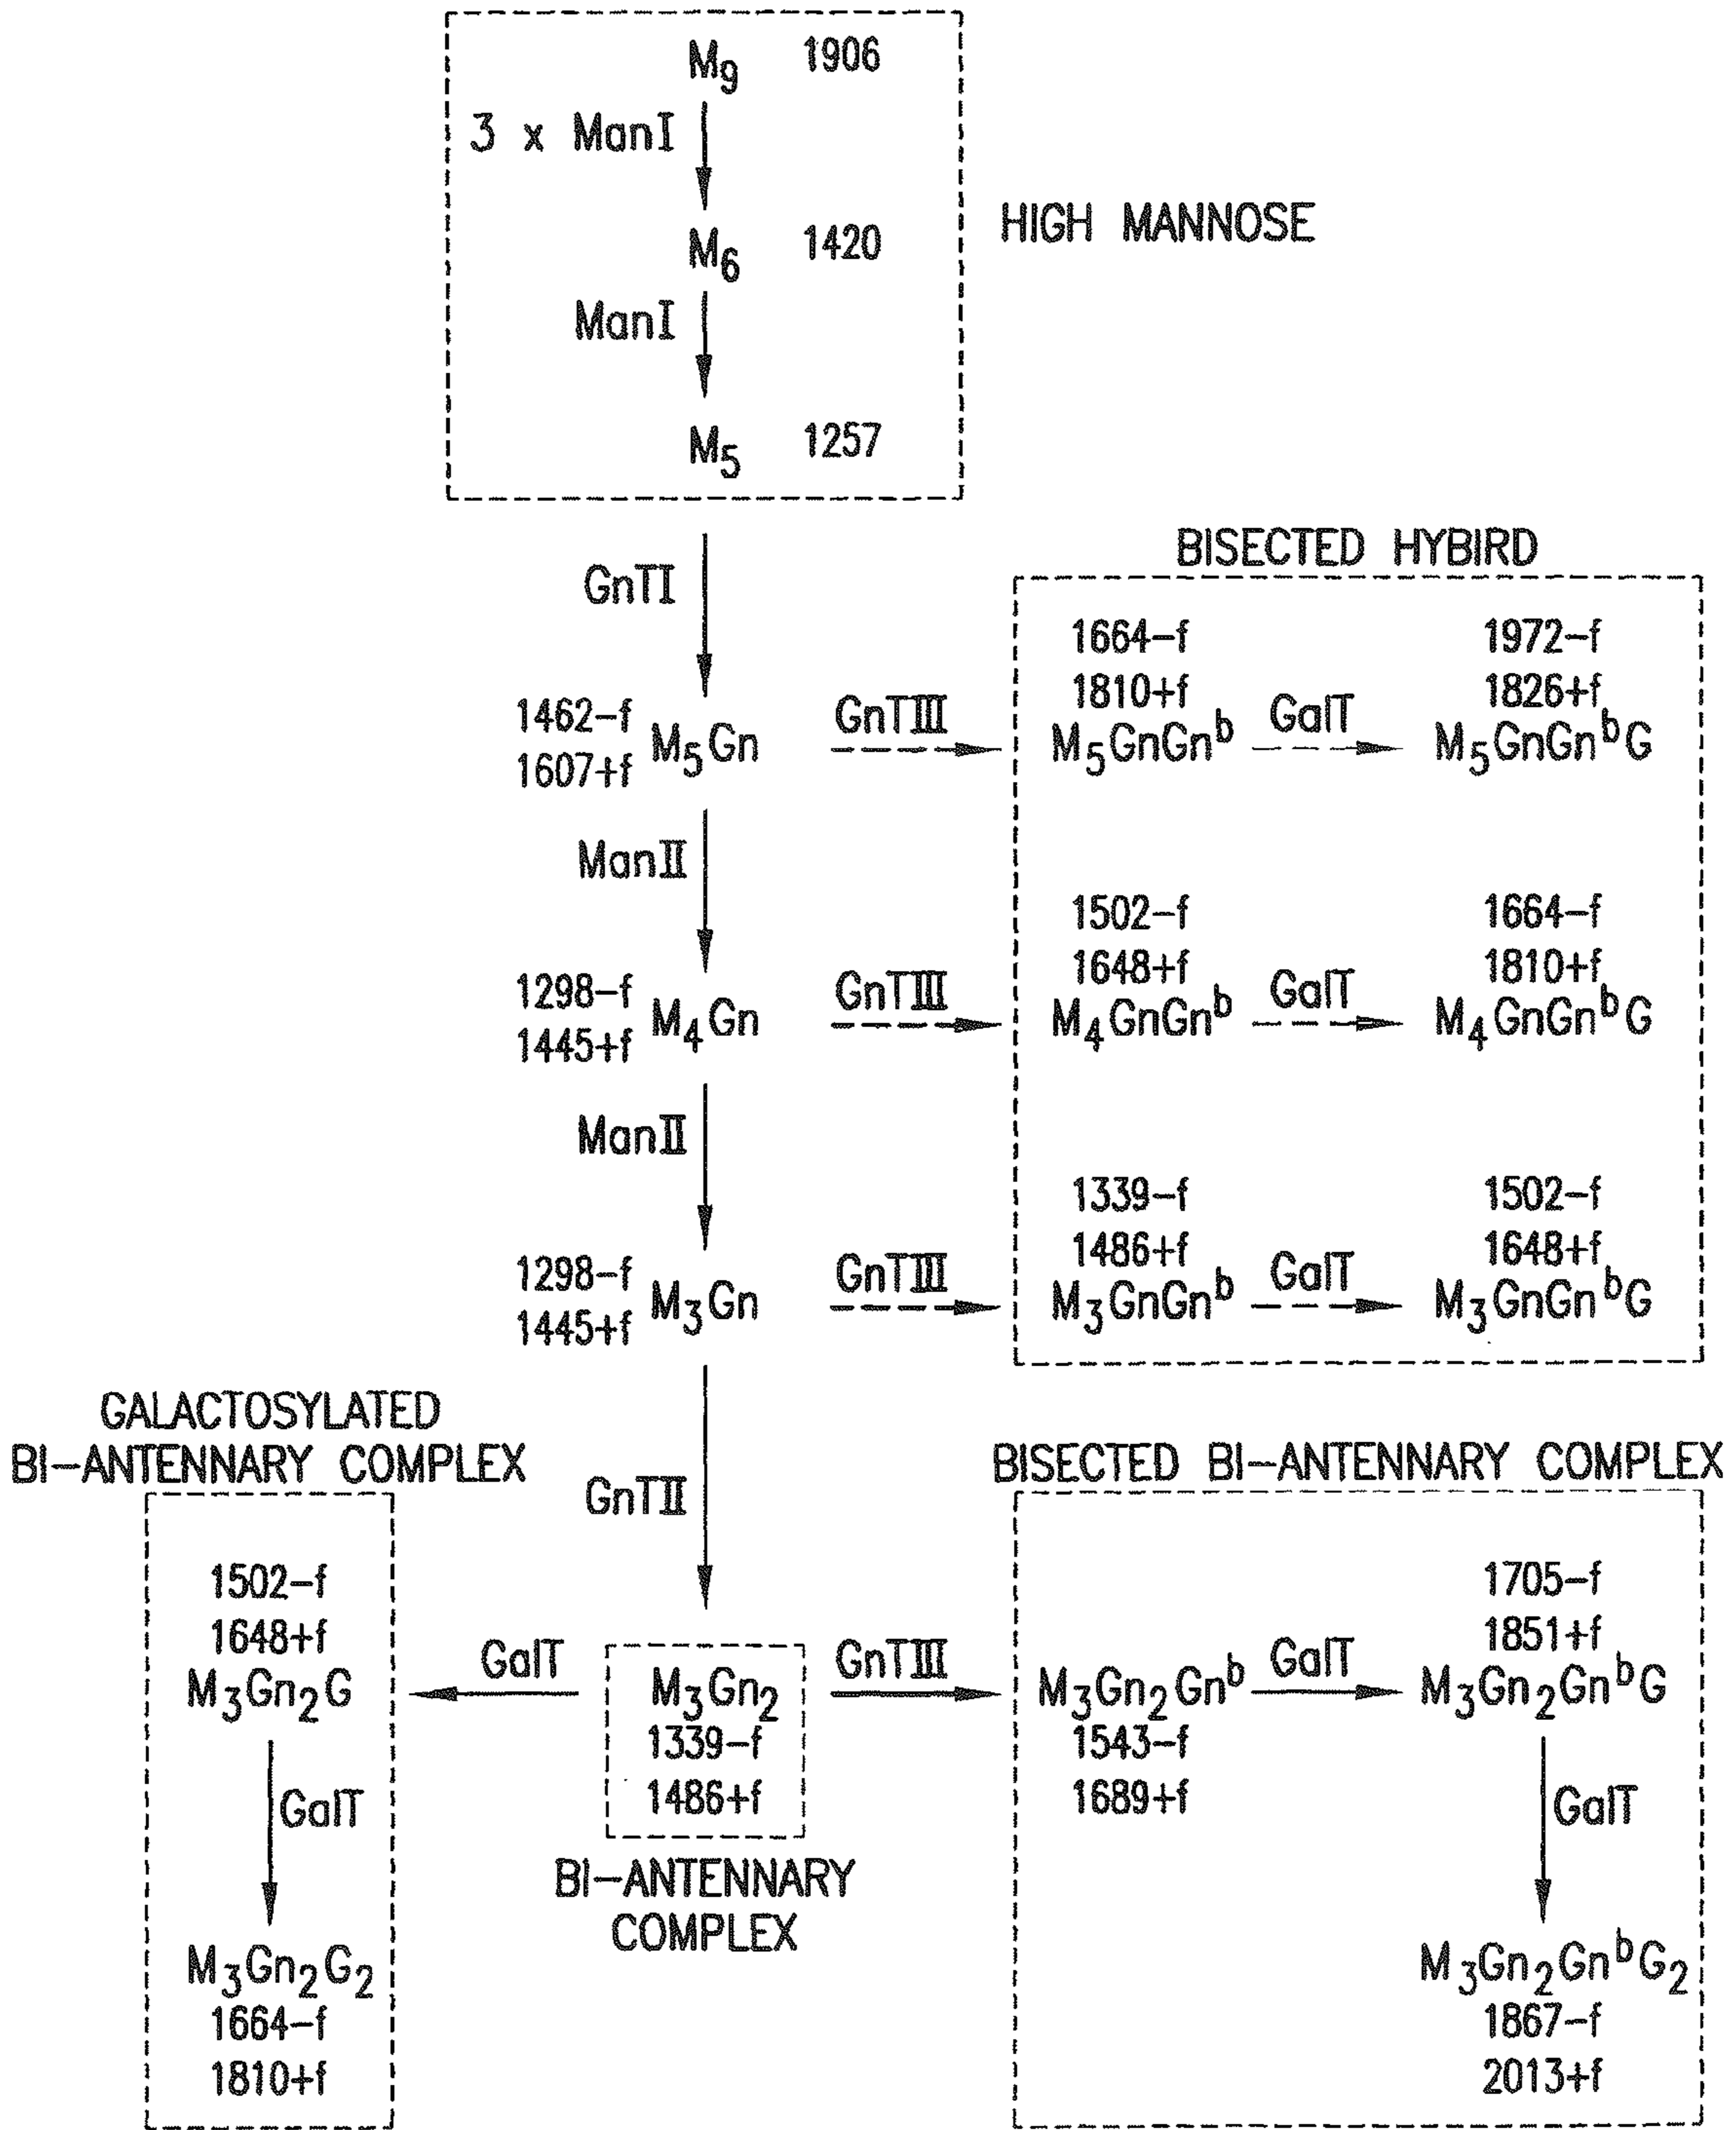 M9 1906
3 x ManI
M6 1420
HIGH MANNOSE
ManI
M5 1257
GnTI
BISECTED HYBIRD
1664-f 1972-f
1810+f 1826+f
1462-f
1607+f
M5Gn GnTIII M5GnGnb GalT M5GnGnbG
ManII
1502-f 1664-f
1648+f 1810+f
1298-f
1445+f
M4Gn GnTIII M4GnGnb GalT M4GnGnbG
ManII
1339-f 1502-f
1486+f 1648+f
1298-f
1445+f
M3Gn GnTIII M3GnGnb GalT M3GnGnbG
GALACTOSYLATED
BI-ANTENNARY COMPLEX
GnTII
BISECTED BI-ANTENNARY COMPLEX
1502-f 1705-f
1648+f 1851+f
M3Gn2G GalT M3Gn2 GnTIII M3Gn2Gnb GalT M3Gn2GnbG
1339-f 1543-f
1486+f 1689+f
GalT GalT
BI-ANTENNARY
COMPLEX
M3Gn2G2 M3Gn2GnbG2
1664-f 1867-f
1810+f 2013+f